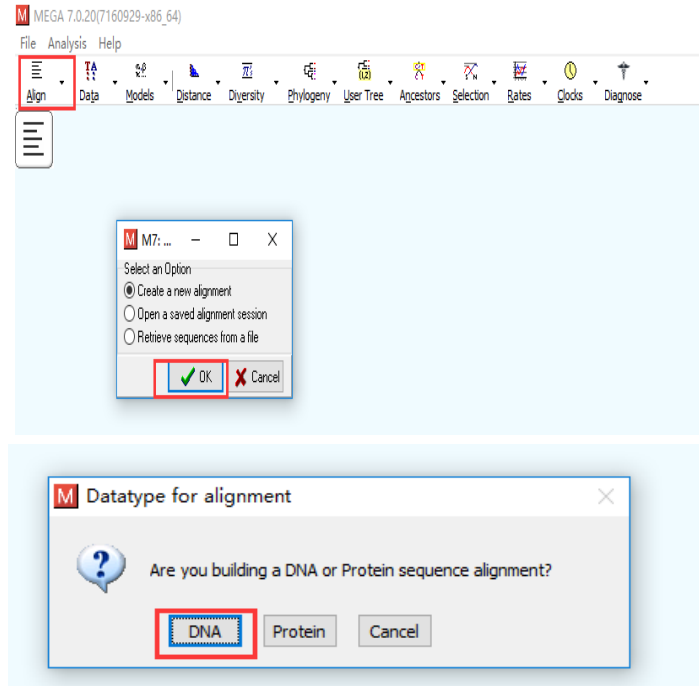 M MEGA 7.0.20(7160929-x86_64)
File Analysis Help
Align Data Models Distance Diversity Phylogeny User Tree Ancestors Selection Rates Clocks Diagnose
M M7: ...
Select an Option
Create a new alignment
Open a saved alignment session
Retrieve sequences from a file
OK Cancel
M Datatype for alignment
Are you building a DNA or Protein sequence alignment?
DNA Protein Cancel